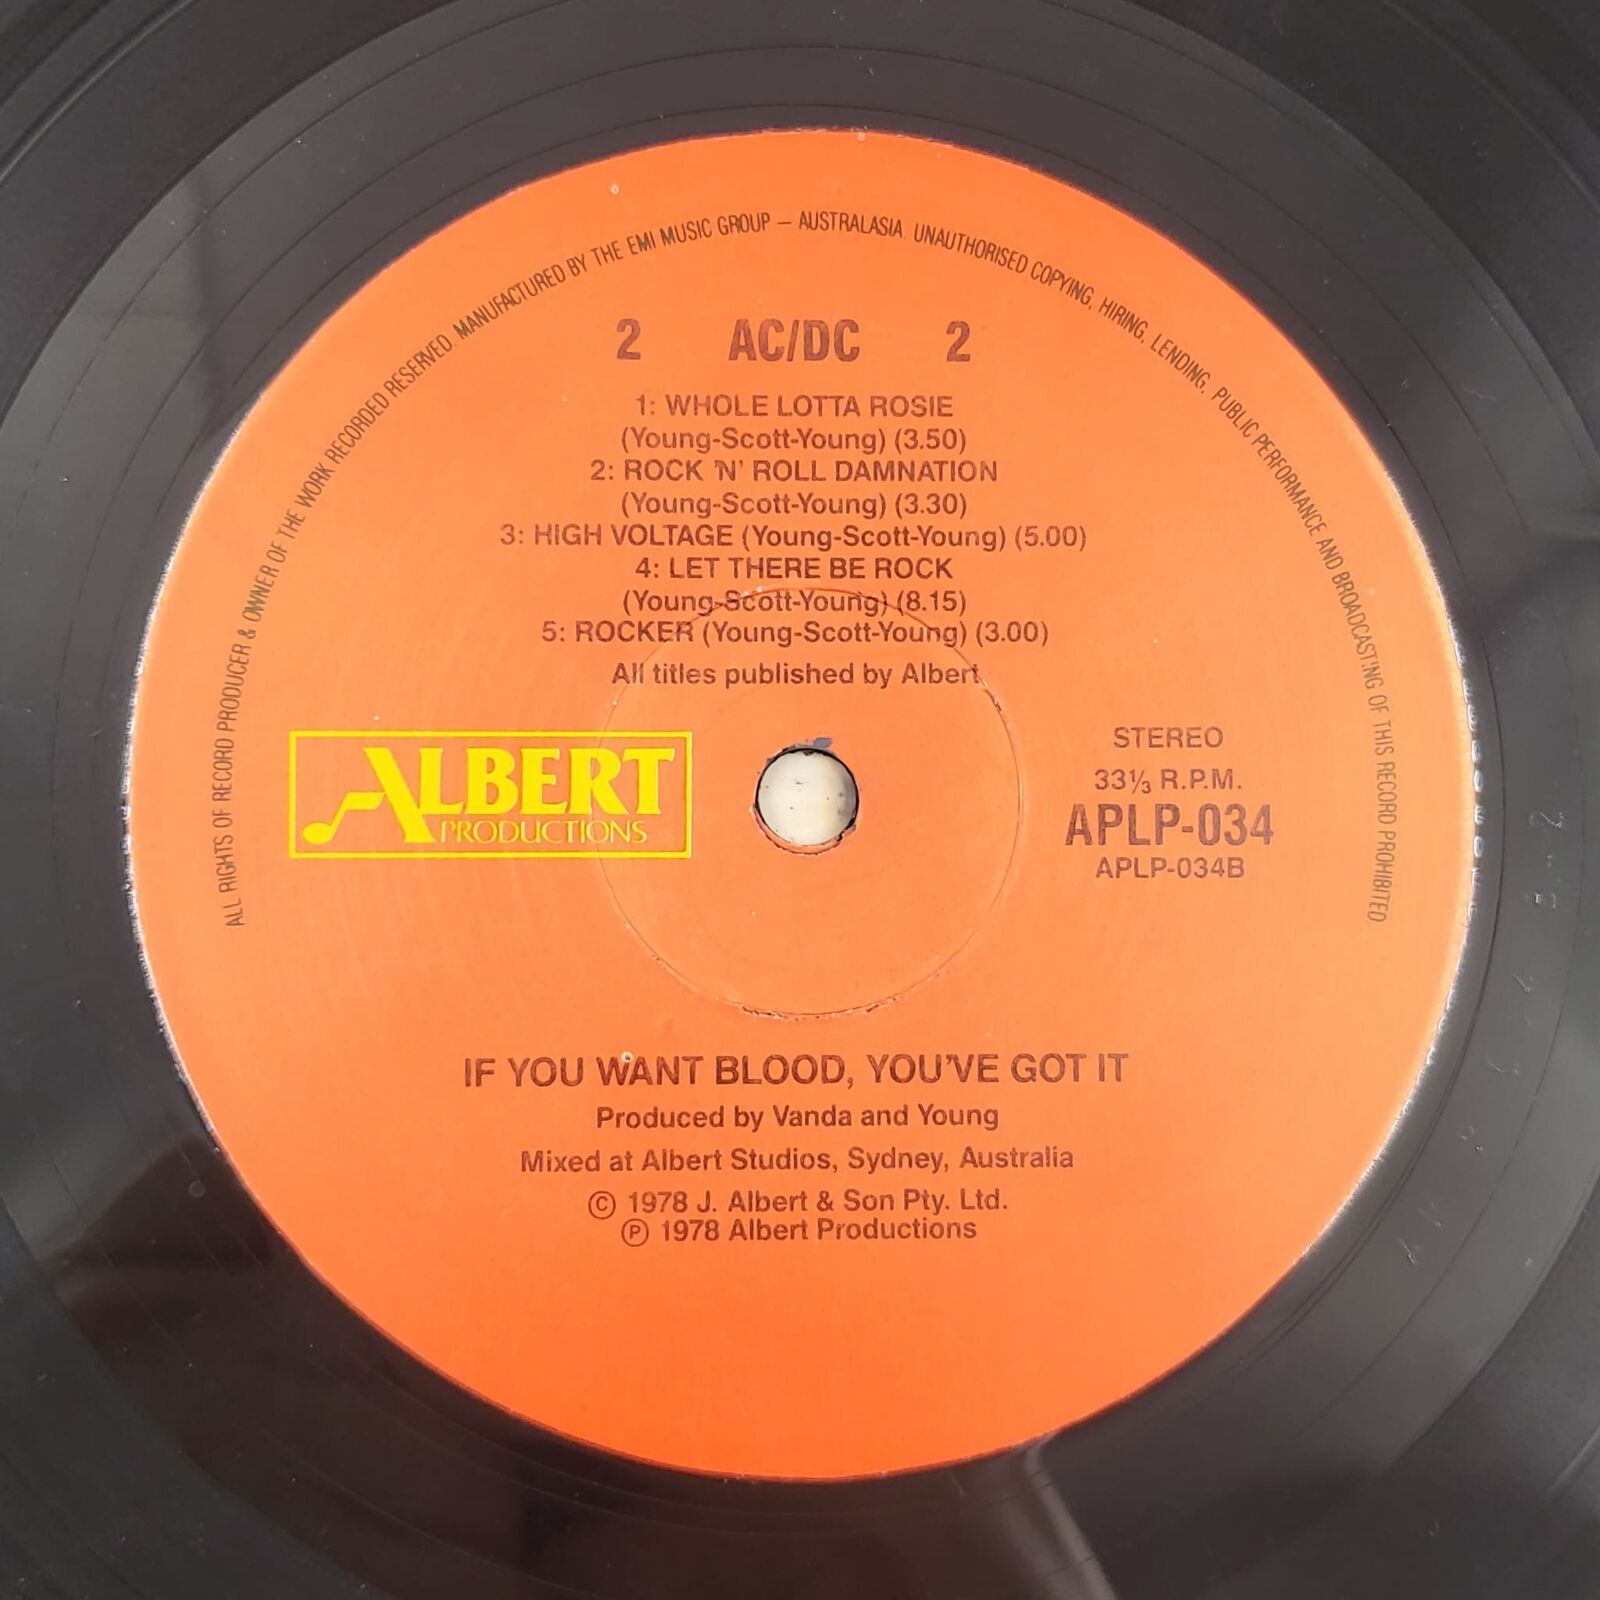 ALL RIGHTS OF RECORD PRODUCER & OWNER OF THE WORK RECORDED RESERVED. MANUFACTURED BY THE EMI MUSIC GROUP – AUSTRALASIA. UNAUTHORISED COPYING, HIRING, LENDING, PUBLIC PERFORMANCE AND BROADCASTING OF THIS RECORD PROHIBITED.
2 AC/DC 2
1: WHOLE LOTTA ROSIE
(Young-Scott-Young) (3.50)
2: ROCK 'N' ROLL DAMNATION
(Young-Scott-Young) (3.30)
3: HIGH VOLTAGE (Young-Scott-Young) (5.00)
4: LET THERE BE ROCK
(Young-Scott-Young) (8.15)
5: ROCKER (Young-Scott-Young) (3.00)
All titles published by Albert
ALBERT
PRODUCTIONS
STEREO
33⅓ R.P.M.
APLP-034
APLP-034B
IF YOU WANT BLOOD, YOU'VE GOT IT
Produced by Vanda and Young
Mixed at Albert Studios, Sydney, Australia
© 1978 J. Albert & Son Pty. Ltd.
℗ 1978 Albert Productions